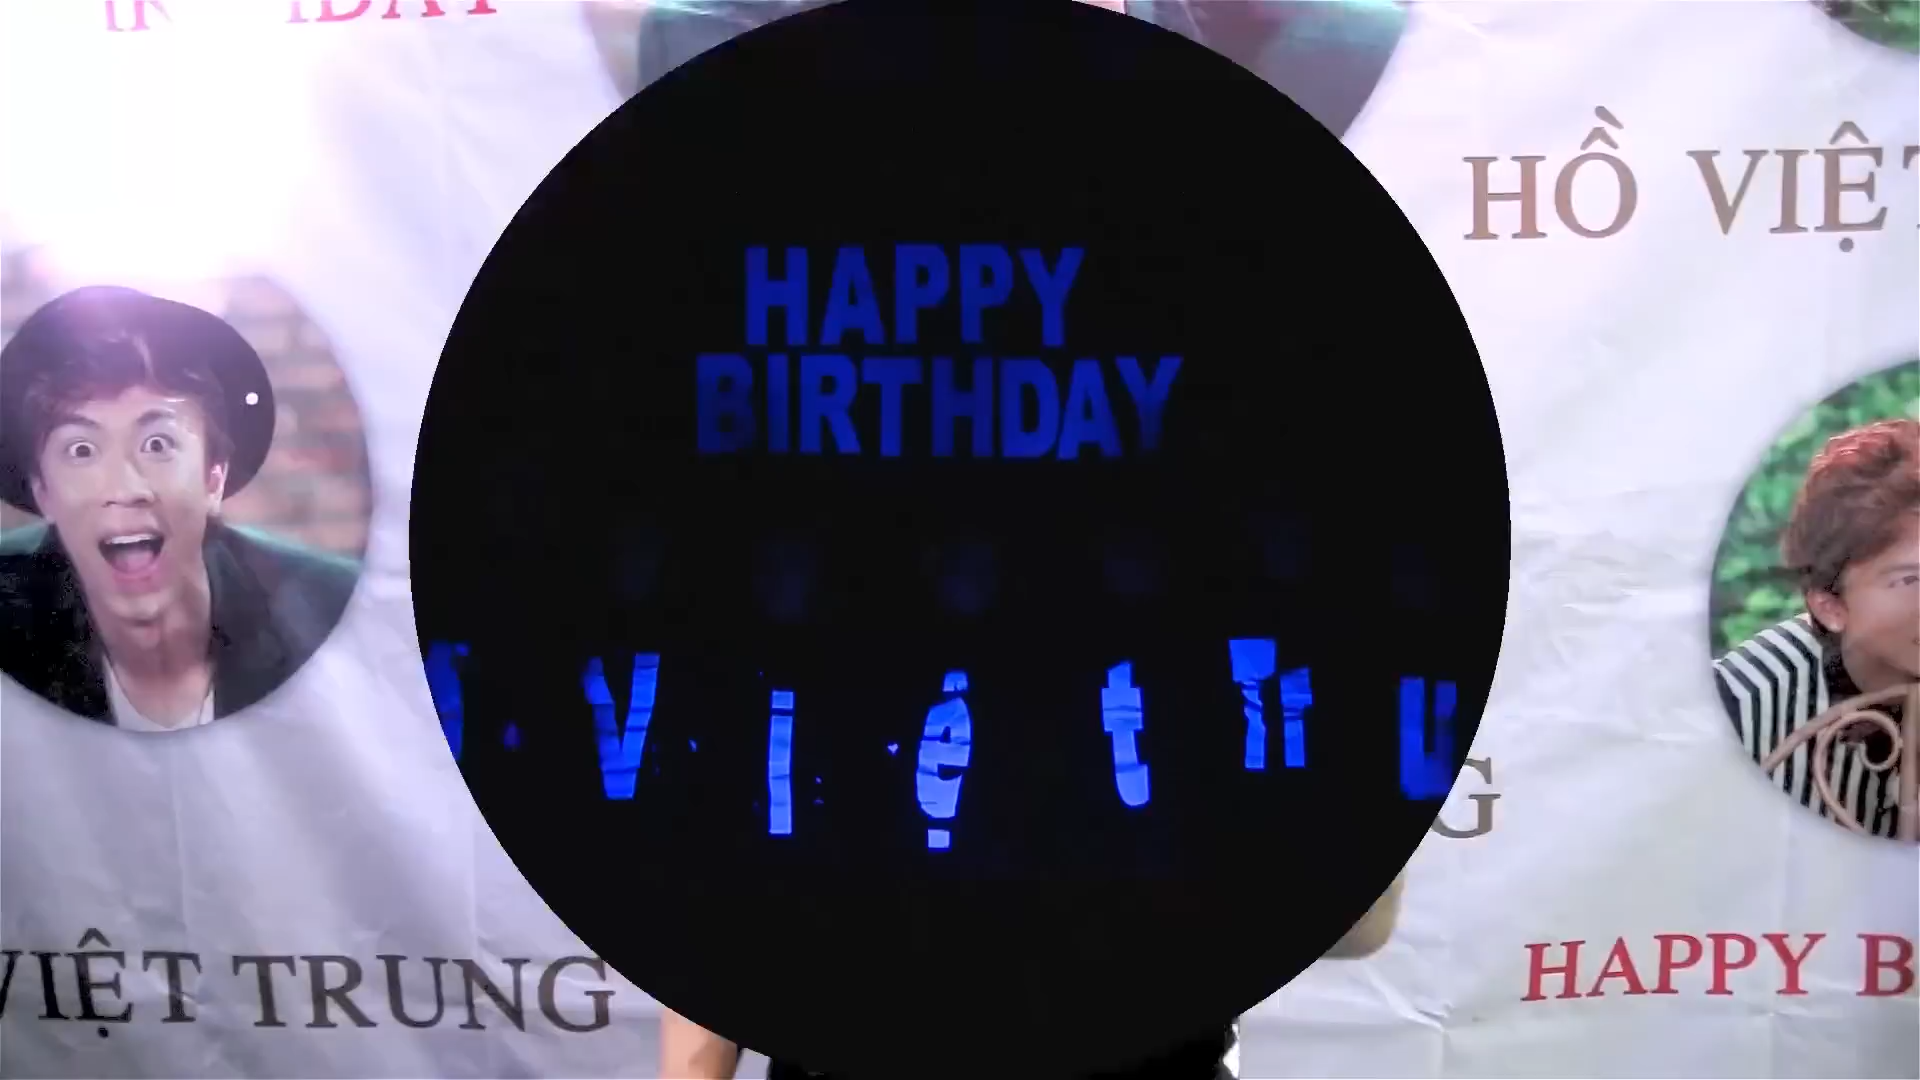 HỒ VIỆT
HAPPY
BIRTHDAY
việt tru
G
VIỆT TRUNG
HAPPY B